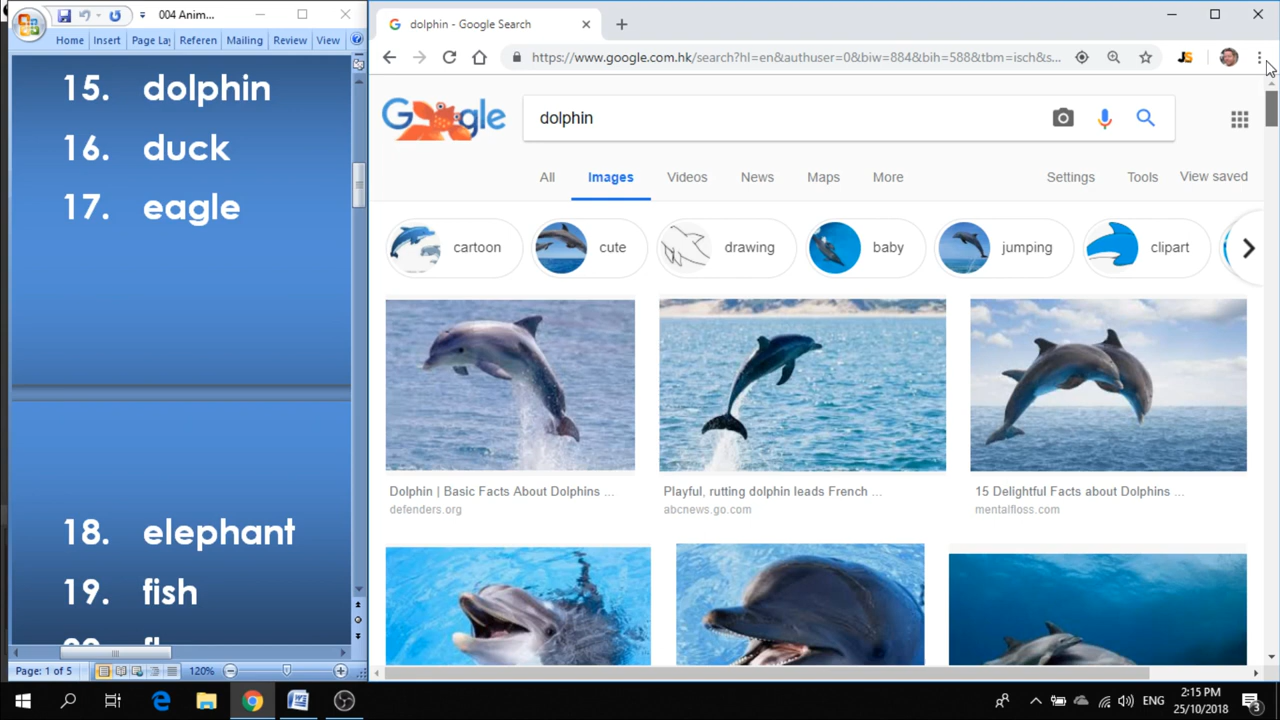 004 Anim...
Home Insert Page La Referen Mailing Review View
15. dolphin
16. duck
17. eagle
18. elephant
19. fish
Page: 1 of 5
120%
dolphin - Google Search
https://www.google.com.hk/search?hl=en&authuser=0&biw=884&bih=588&tbm=isch&s...
JS
Google
dolphin
All Images Videos News Maps More Settings Tools View saved
cartoon cute drawing baby jumping clipart
Dolphin | Basic Facts About Dolphins ...
defenders.org
Playful, rutting dolphin leads French ...
abcnews.go.com
15 Delightful Facts about Dolphins ...
mentalfloss.com
ENG
2:15 PM
25/10/2018
3